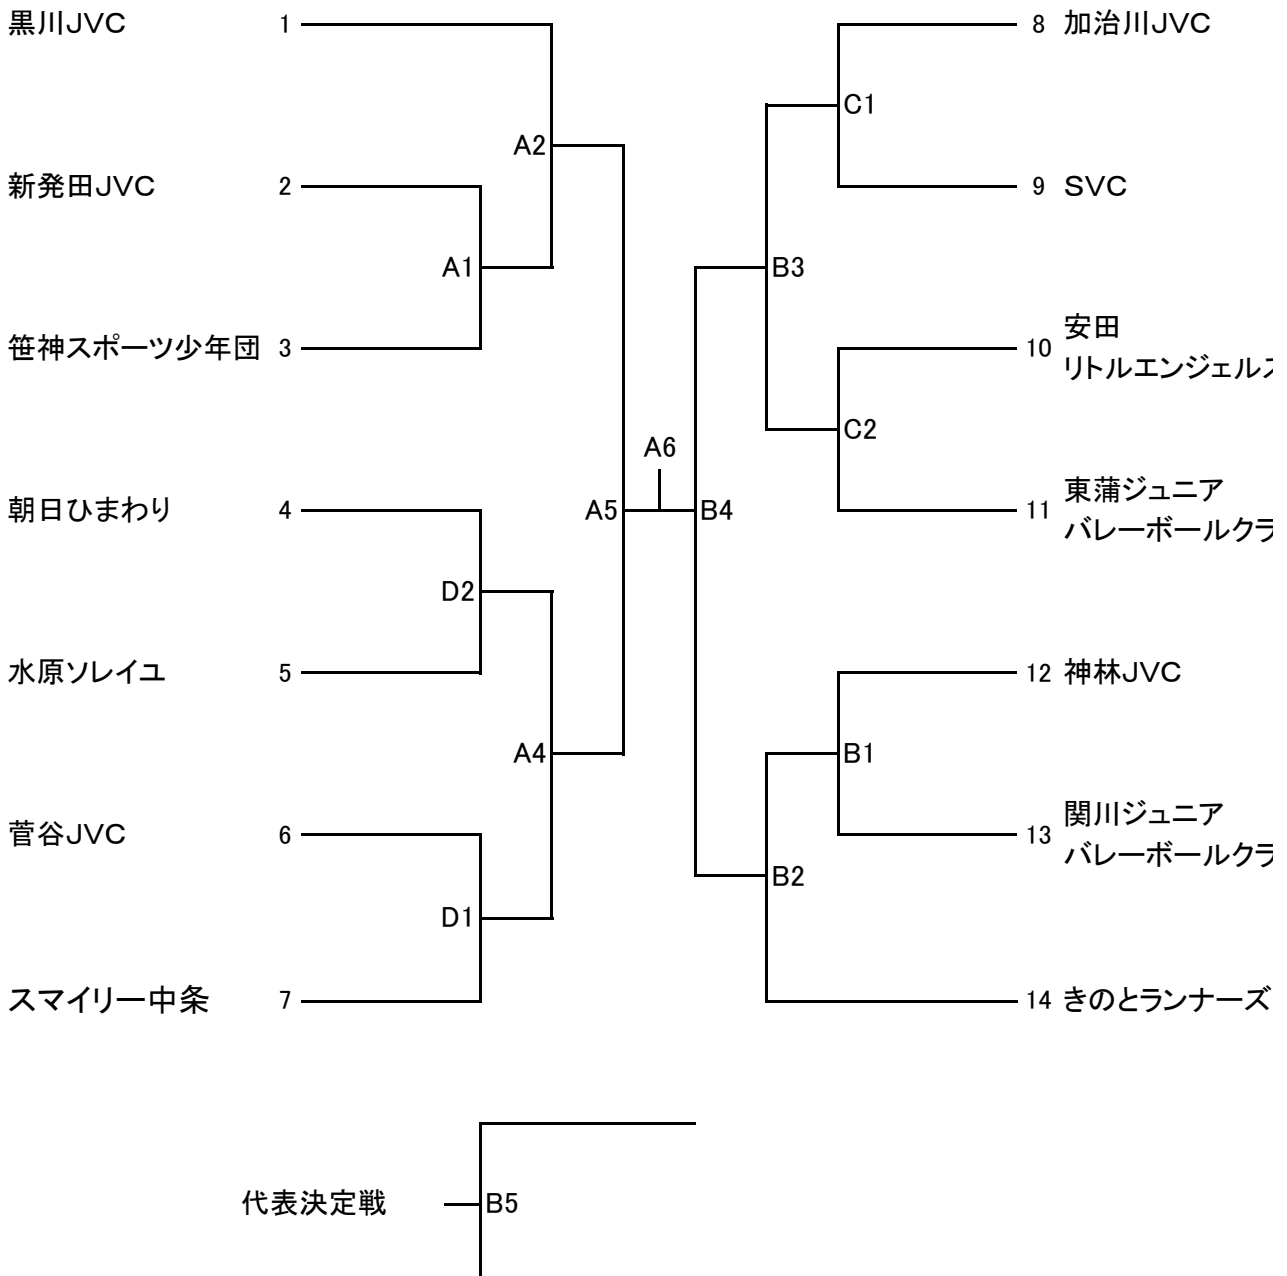 黒川JVC 1
A2
新発田JVC 2
A1
笹神スポーツ少年団 3
A5
朝日ひまわり 4
D2
水原ソレイユ 5
A4
菅谷JVC 6
D1
スマイリー中条 7
A6
8 加治川JVC
C1
9 SVC
B3
10 安田
リトルエンジェルス
C2
11 東蒲ジュニア
バレーボールクラ
B4
12 神林JVC
B1
13 関川ジュニア
バレーボールクラ
B2
14 きのとランナーズ
代表決定戦 B5